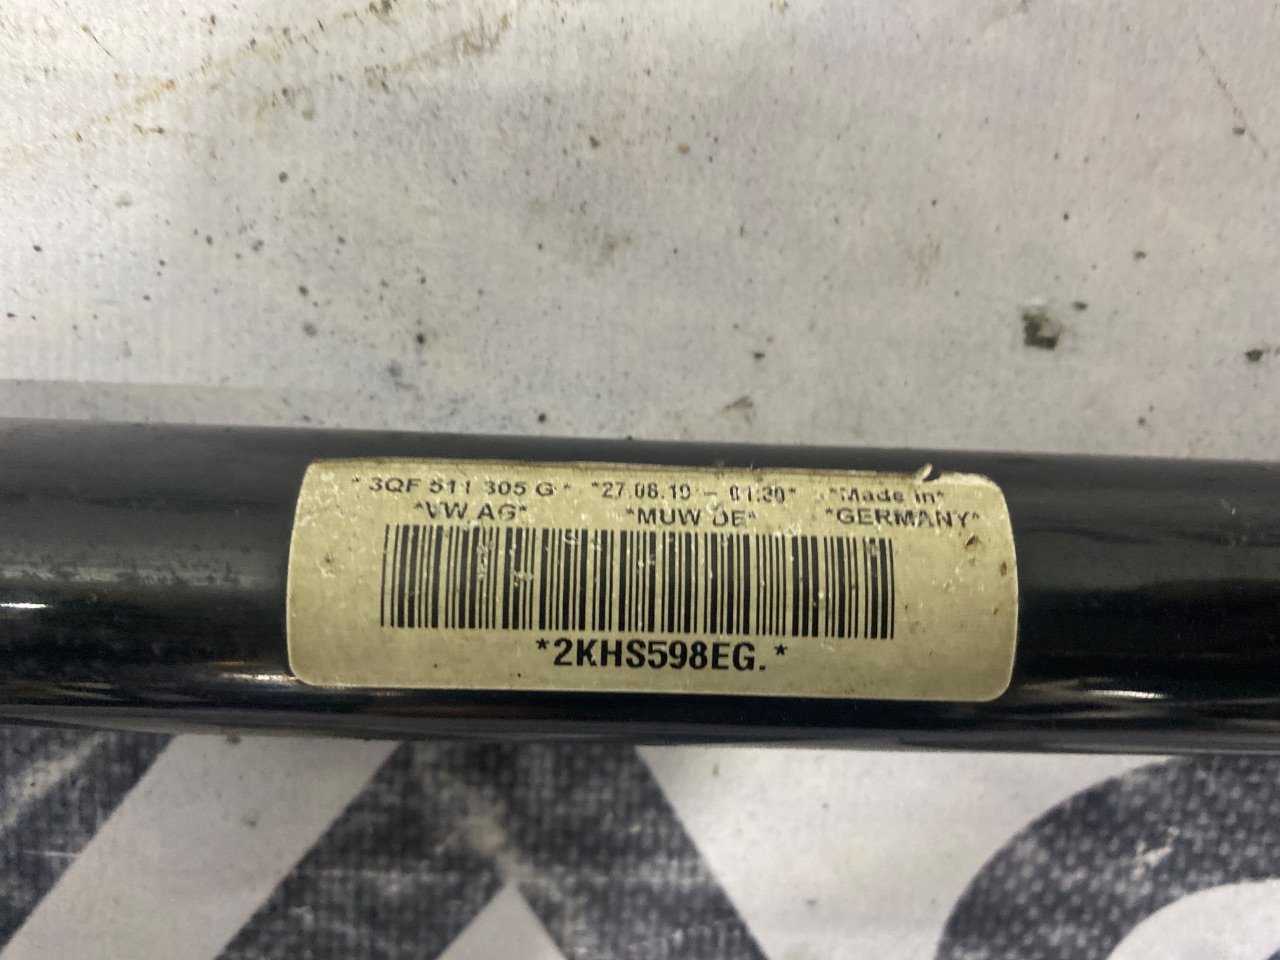 * 3QF 511 305 G * *27.08.19 - 01:30* *Made in*
*VW AG* *MUW DE* *GERMANY*
*2KHS598EG.*